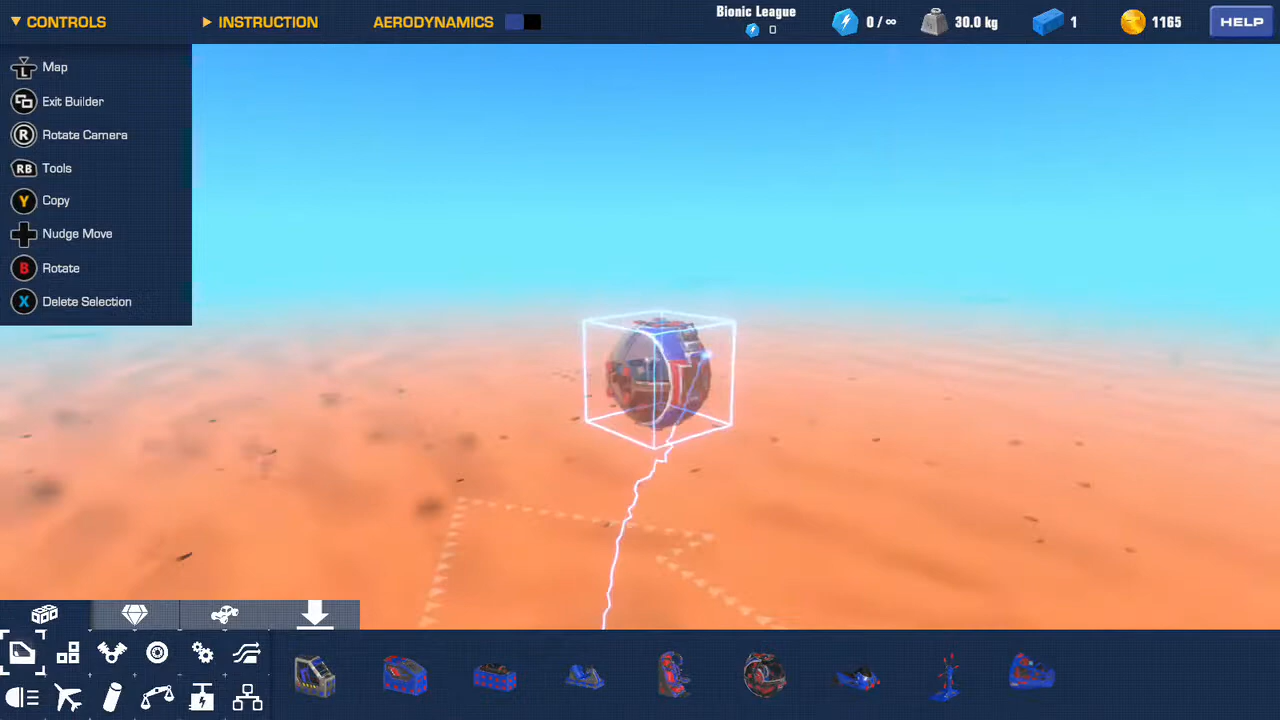 CONTROLS
INSTRUCTION
AERODYNAMICS
Bionic League
0
0 / ∞
30.0 kg
1
1165
HELP
L Map
Exit Builder
R Rotate Camera
RB Tools
Y Copy
Nudge Move
B Rotate
X Delete Selection